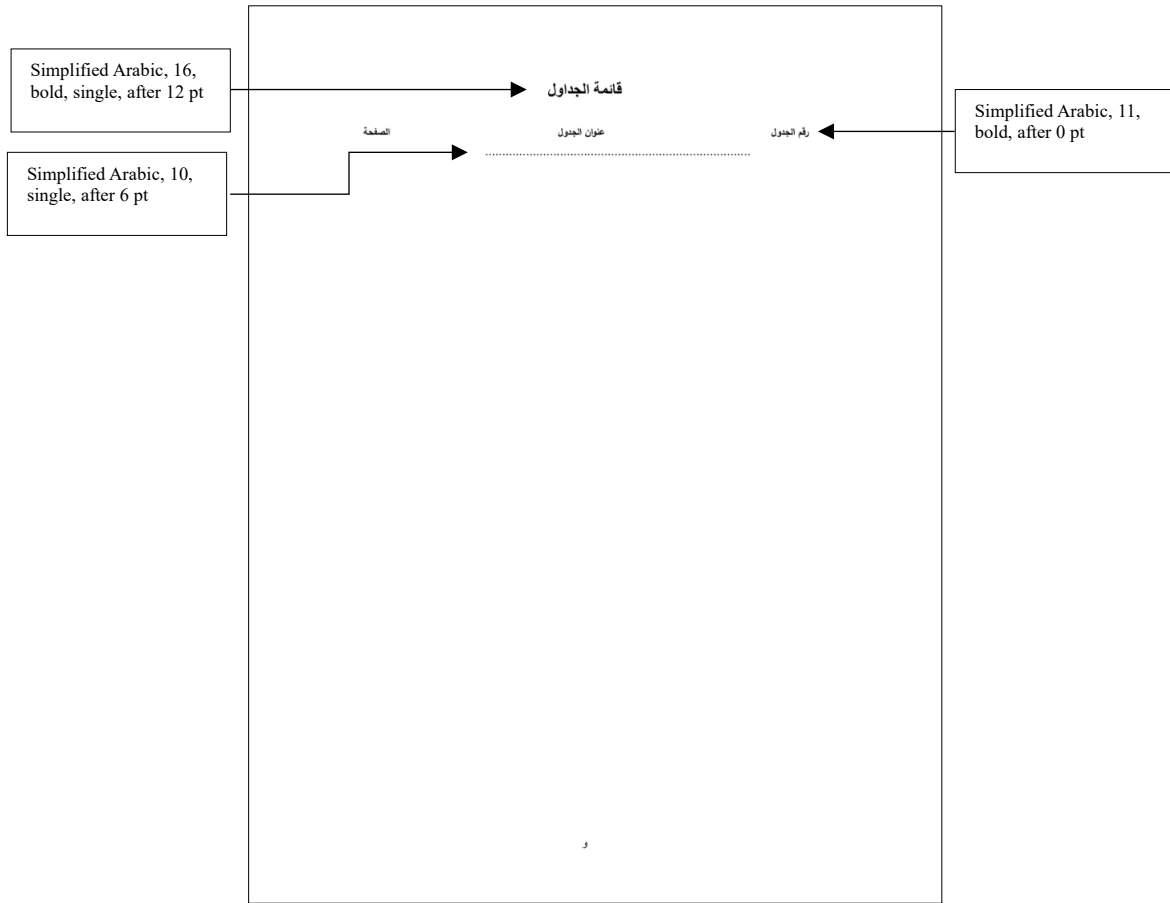 Simplified Arabic, 16,
bold, single, after 12 pt
قائمة الجداول
Simplified Arabic, 11,
bold, after 0 pt
رقم الجدول عنوان الجدول الصفحة
................................................................................
Simplified Arabic, 10,
single, after 6 pt
و